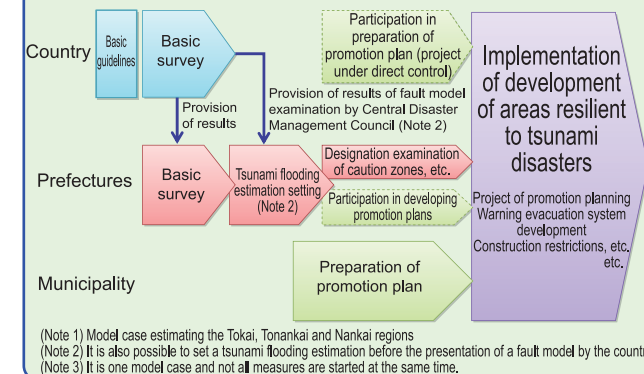 Country
Basic
guidelines
Basic
survey
Participation in
preparation of
promotion plan (project
under direct control)
Provision
of results
Provision of results of fault model
examination by Central Disaster
Management Council (Note 2)
Prefectures
Basic
survey
Tsunami flooding
estimation setting
(Note 2)
Designation examination
of caution zones, etc.
Participation in developing
promotion plans
Municipality
Preparation of
promotion plan
Implementation
of development
of areas resilient
to tsunami
disasters
Project of promotion planning
Warning evacuation system
development
Construction restrictions, etc.
etc.
(Note 1) Model case estimating the Tokai, Tonankai and Nankai regions
(Note 2) It is also possible to set a tsunami flooding estimation before the presentation of a fault model by the
(Note 3) It is one model case and not all measures are started at the same time.